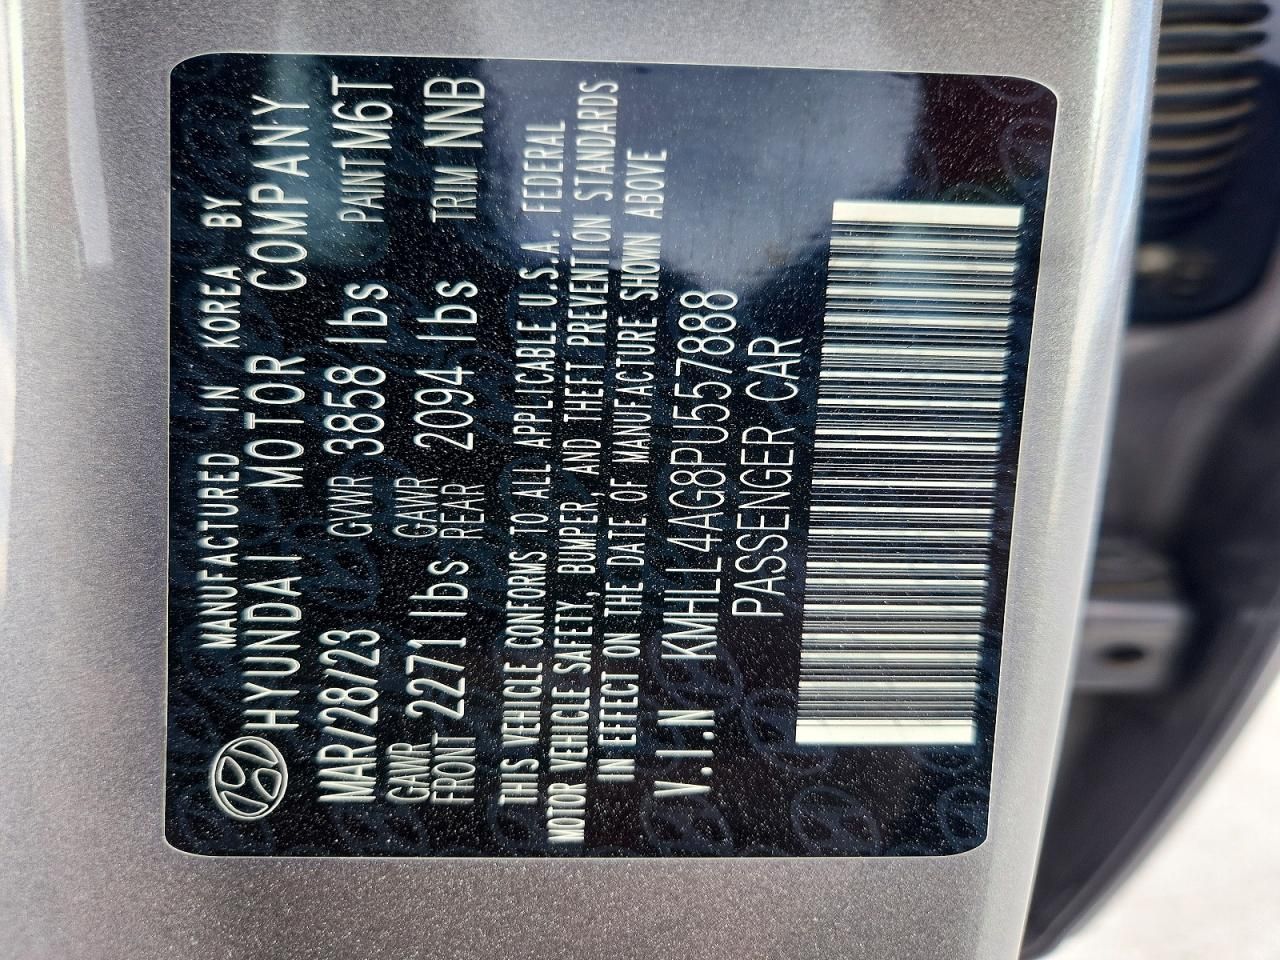 MANUFACTURED IN KOREA BY
HYUNDAI MOTOR COMPANY
MAR/28/23 GVWR 3858 lbs PAINT M6T
GAWR FRONT 2271 lbs GAWR REAR 2094 lbs TRIM NNB
THIS VEHICLE CONFORMS TO ALL APPLICABLE U.S.A. FEDERAL
MOTOR VEHICLE SAFETY, BUMPER, AND THEFT PREVENTION STANDARDS
IN EFFECT ON THE DATE OF MANUFACTURE SHOWN ABOVE
V.I.N KMHLL4AG8PU557888
PASSENGER CAR